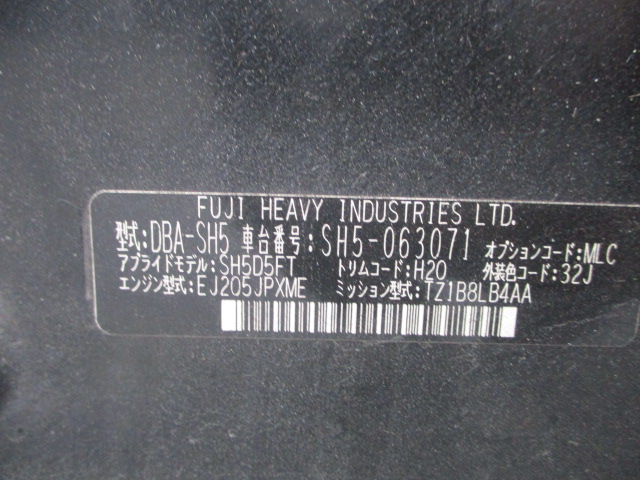 FUJI HEAVY INDUSTRIES LTD.
型式:DBA-SH5 車台番号:SH5-063071 オプションコード:MLC
アプライドモデル:SH5D5FT トリムコード:H20 外装色コード:32J
エンジン型式:EJ205JPXME ミッション型式:TZ1B8LB4AA